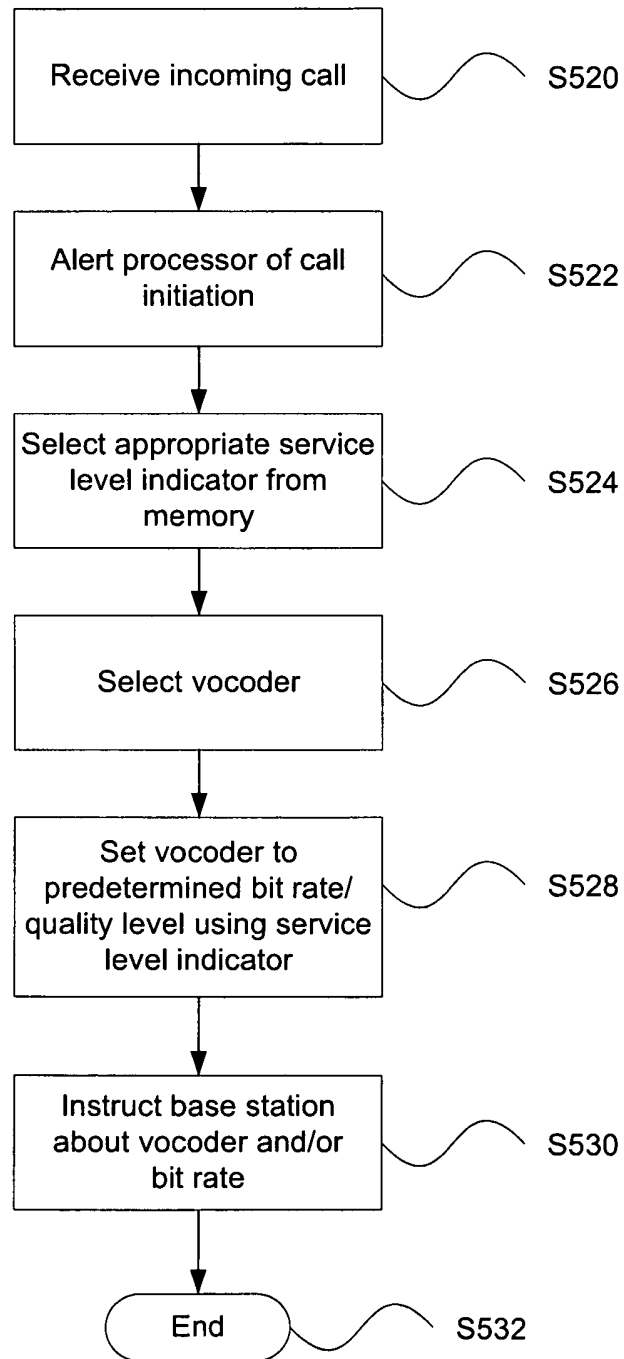 Receive incoming call
S520
Alert processor of call
initiation
S522
Select appropriate service
level indicator from
memory
S524
Select vocoder
S526
Set vocoder to
predetermined bit rate/
quality level using service
level indicator
S528
Instruct base station
about vocoder and/or
bit rate
S530
End
S532